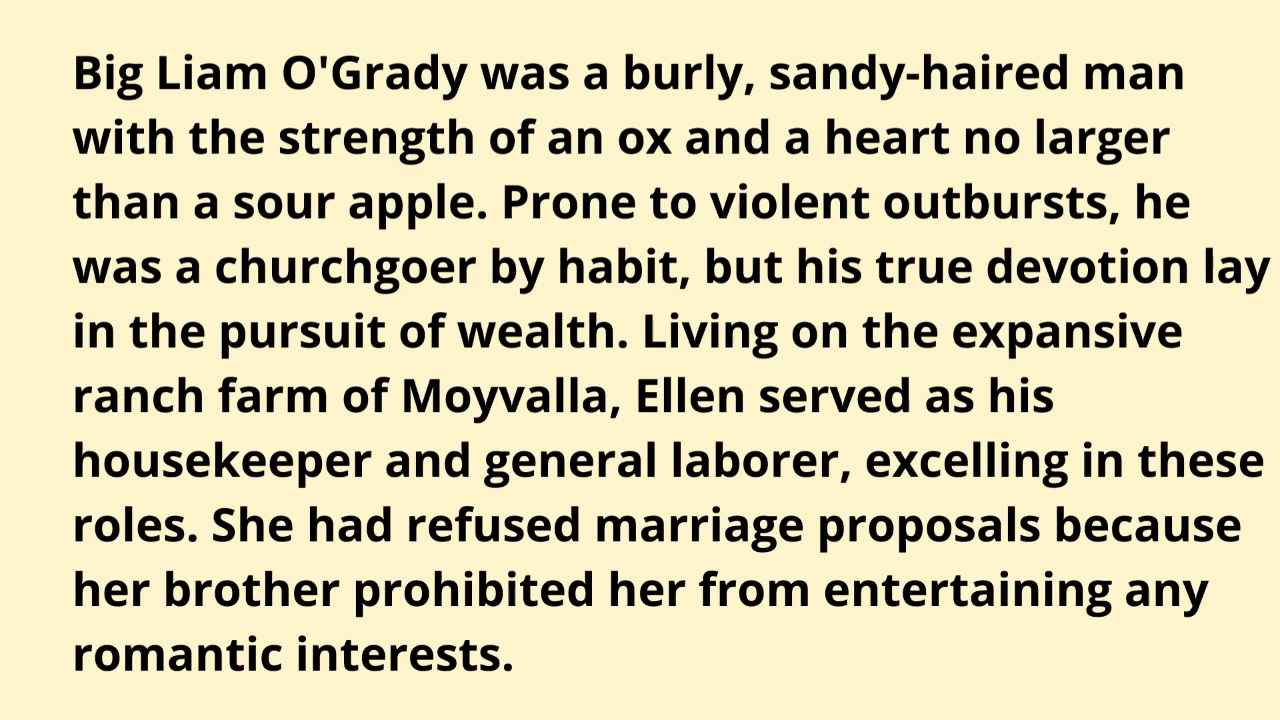 Big Liam O'Grady was a burly, sandy-haired man
with the strength of an ox and a heart no larger
than a sour apple. Prone to violent outbursts, he
was a churchgoer by habit, but his true devotion lay
in the pursuit of wealth. Living on the expansive
ranch farm of Moyvalla, Ellen served as his
housekeeper and general laborer, excelling in these
roles. She had refused marriage proposals because
her brother prohibited her from entertaining any
romantic interests.